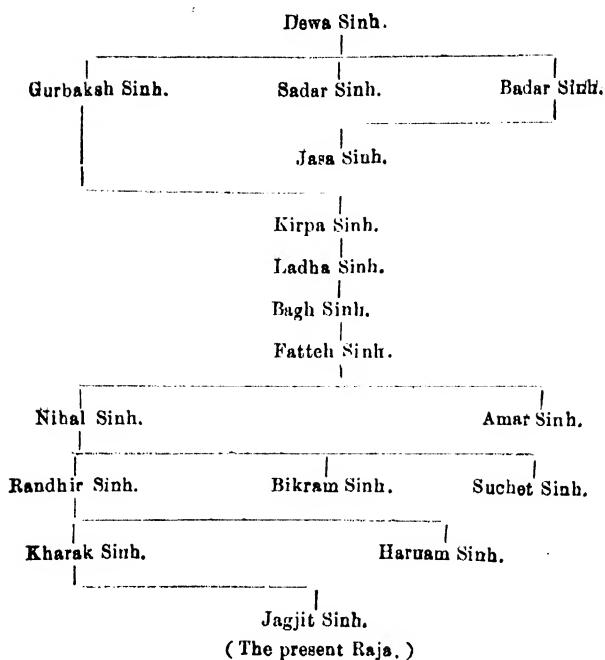 Dewa Sinh.
Gurbaksh Sinh. Sadar Sinh. Badar Sinh.
Jasa Sinh.
Kirpa Sinh.
Ladha Sinh.
Bagh Sinh.
Fatteh Sinh.
Nihal Sinh. Amar Sinh.
Randhir Sinh. Bikram Sinh. Suchet Sinh.
Kharak Sinh. Harnam Sinh.
Jagjit Sinh.
(The present Raja.)